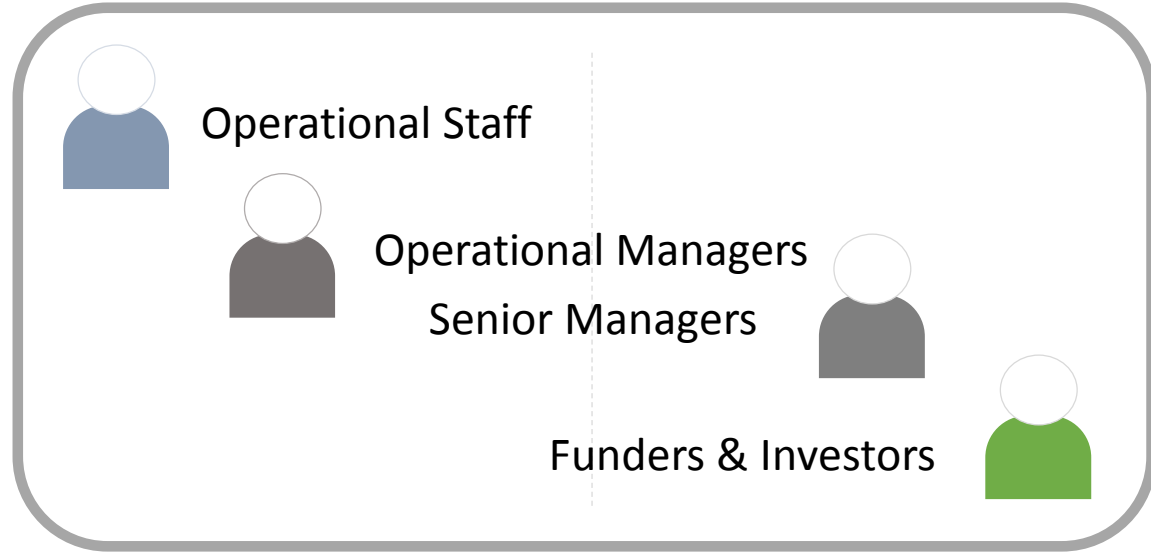 Operational Staff
Operational Managers
Senior Managers
Funders & Investors